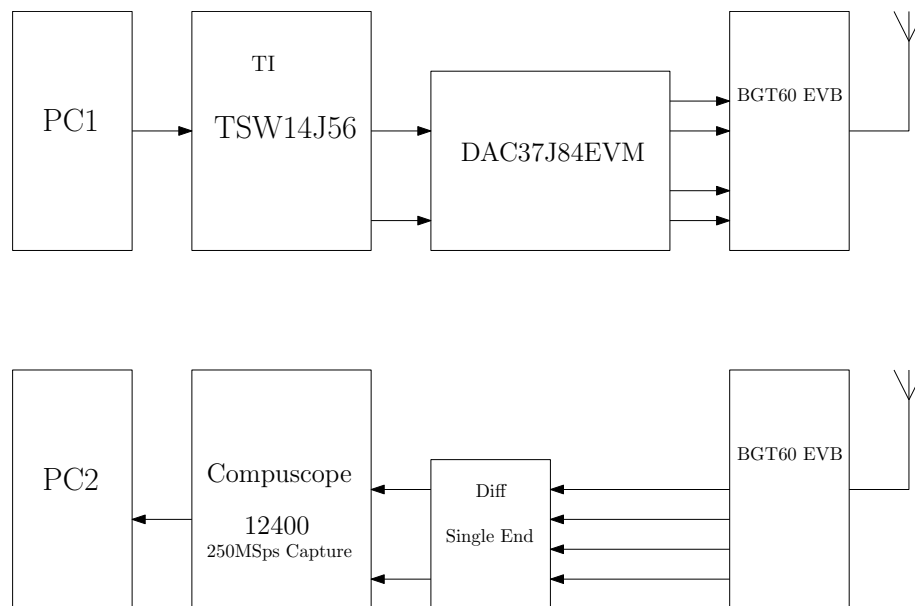 TI
BGT60 EVB
PC1
TSW14J56
DAC37J84EVM
BGT60 EVB
PC2
Compuscope
Diff
12400
Single End
250MSps Capture